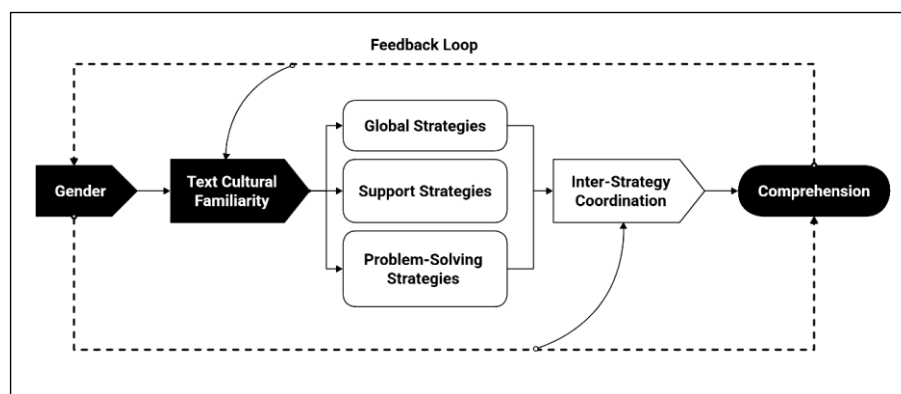 Feedback Loop
Global Strategies
Gender
Text Cultural
Familiarity
Support Strategies
Inter-Strategy
Coordination
Comprehension
Problem-Solving
Strategies